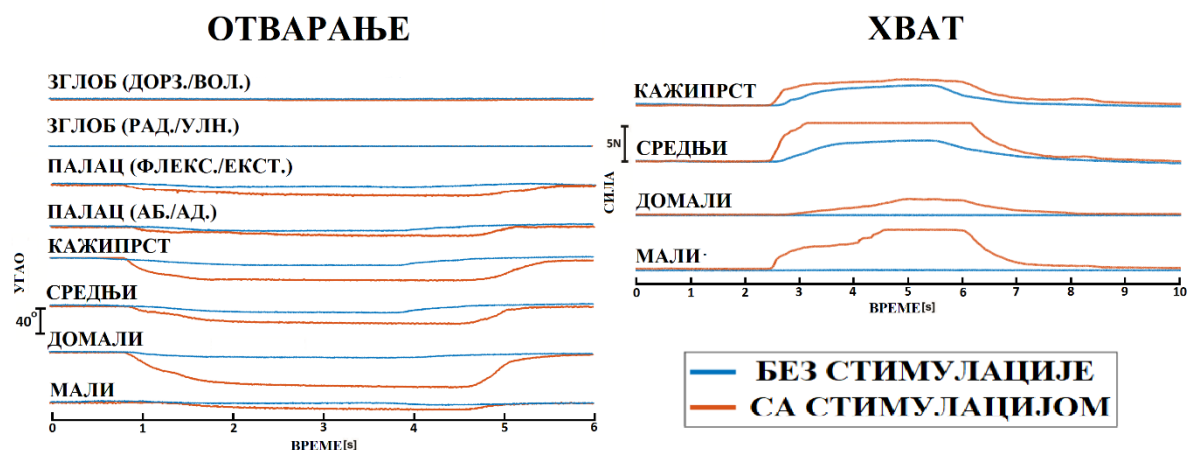 ОТВАРАЊЕ
ЗГЛОБ (ДОРЗ./ВОЛ.)
ЗГЛОБ (РАД./УЛН.)
ПАЛАЦ (ФЛЕКС./ЕКСТ.)
ПАЛАЦ (АБ./АД.)
КАЖИПРСТ
СРЕДЊИ
ДОМАЛИ
МАЛИ
УГАО
40°
0 1 2 3 4 5 6
ВРЕМЕ[s]
ХВАТ
КАЖИПРСТ
СРЕДЊИ
ДОМАЛИ
МАЛИ
СИЛА
5N
0 1 2 3 4 5 6 7 8 9 10
ВРЕМЕ[s]
БЕЗ СТИМУЛАЦИЈЕ
СА СТИМУЛАЦИЈОМ